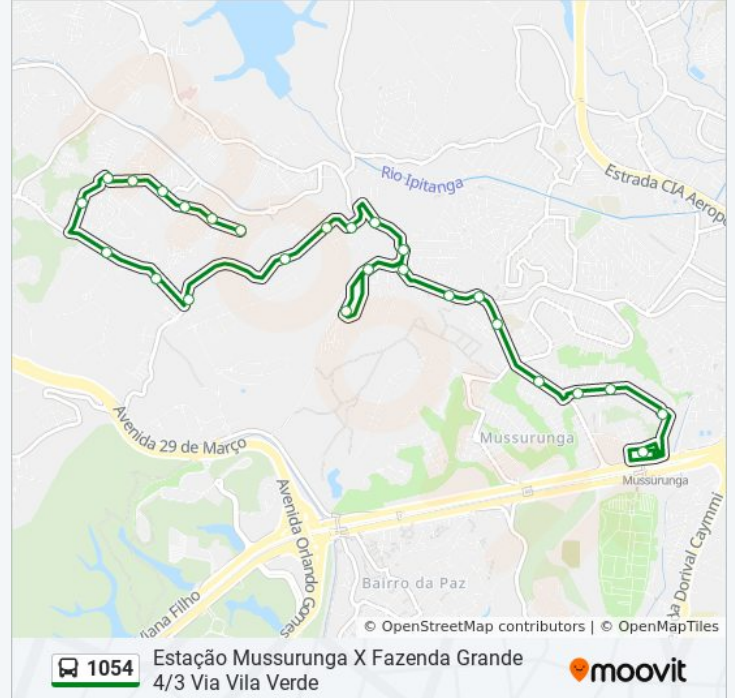 Rio Ipitanga
Estrada CIA Aeropo
Avenida 29 de Março
Mussurunga
Mussurunga
Avenida Orlando Gomes
Bairro da Paz
liana Filho
da Dorival Caymmi
© OpenStreetMap contributors | © OpenMapTiles
1054
Estação Mussurunga X Fazenda Grande
4/3 Via Vila Verde
moovit